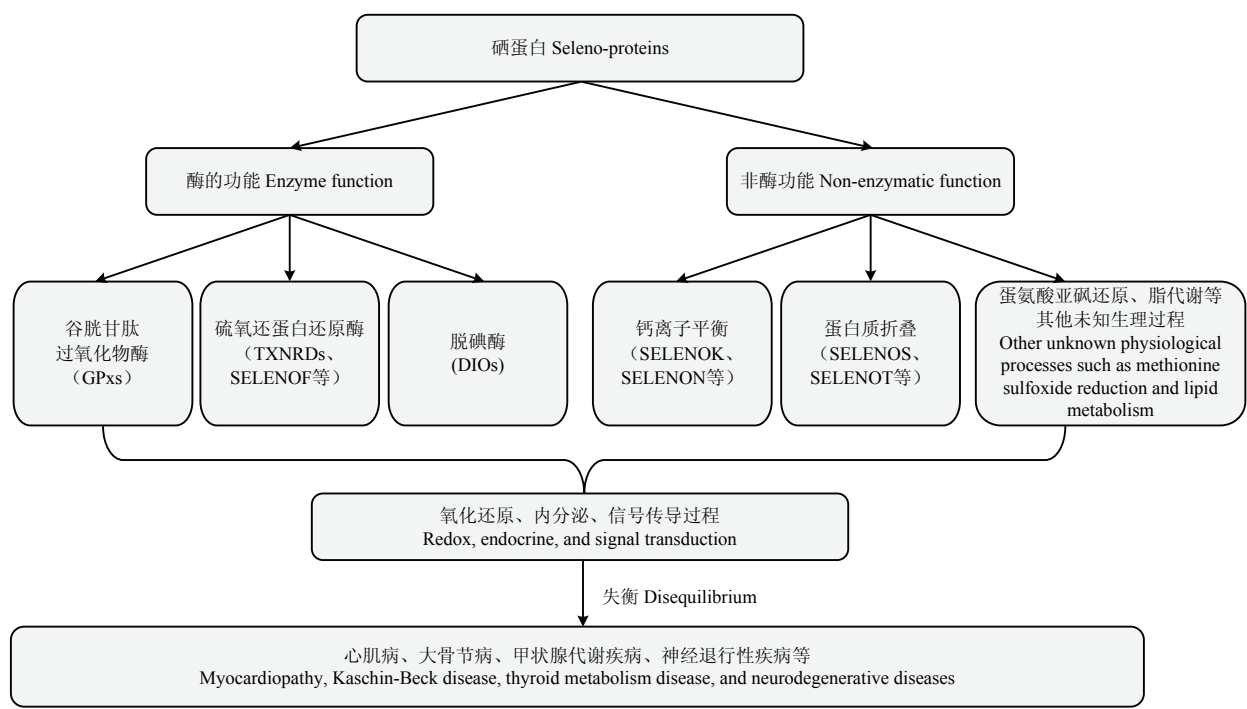 硒蛋白 Seleno-proteins
酶的功能 Enzyme function
非酶功能 Non-enzymatic function
谷胱甘肽
过氧化物酶
（GPxs）
硫氧还蛋白还原酶
（TXNRDs、
SELENOF等）
脱碘酶
(DIOs)
钙离子平衡
（SELENOK、
SELENON等）
蛋白质折叠
（SELENOS、
SELENOT等）
蛋氨酸亚砜还原、脂代谢等
其他未知生理过程
Other unknown physiological
processes such as methionine
sulfoxide reduction and lipid
metabolism
氧化还原、内分泌、信号传导过程
Redox, endocrine, and signal transduction
失衡 Disequilibrium
心肌病、大骨节病、甲状腺代谢疾病、神经退行性疾病等
Myocardiopathy, Kaschin-Beck disease, thyroid metabolism disease, and neurodegenerative diseases